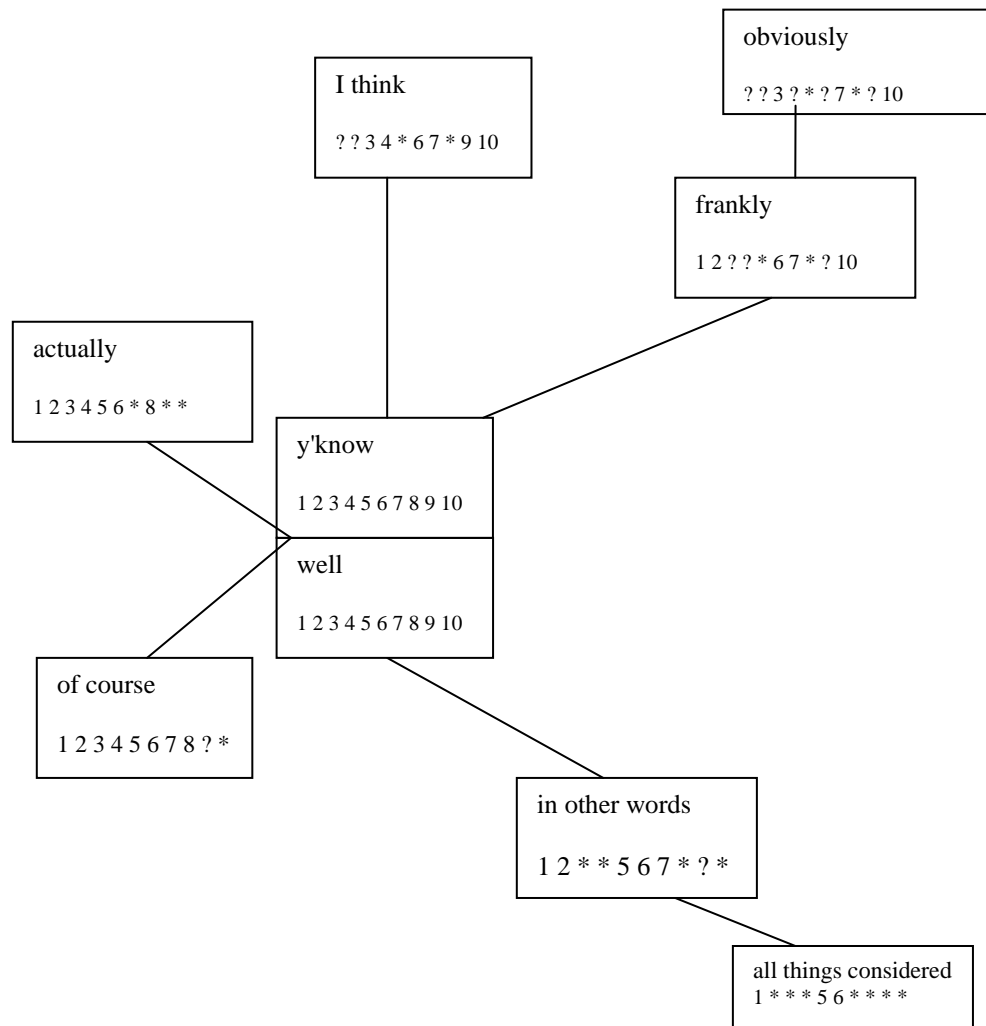 obviously
? ? 3 ? * ? 7 * ? 10
I think
? ? 3 4 * 6 7 * 9 10
frankly
1 2 ? ? * 6 7 * ? 10
actually
1 2 3 4 5 6 * 8 * *
y'know
1 2 3 4 5 6 7 8 9 10
well
1 2 3 4 5 6 7 8 9 10
of course
1 2 3 4 5 6 7 8 ? *
in other words
1 2 * * 5 6 7 * ? *
all things considered
1 * * * 5 6 * * * *